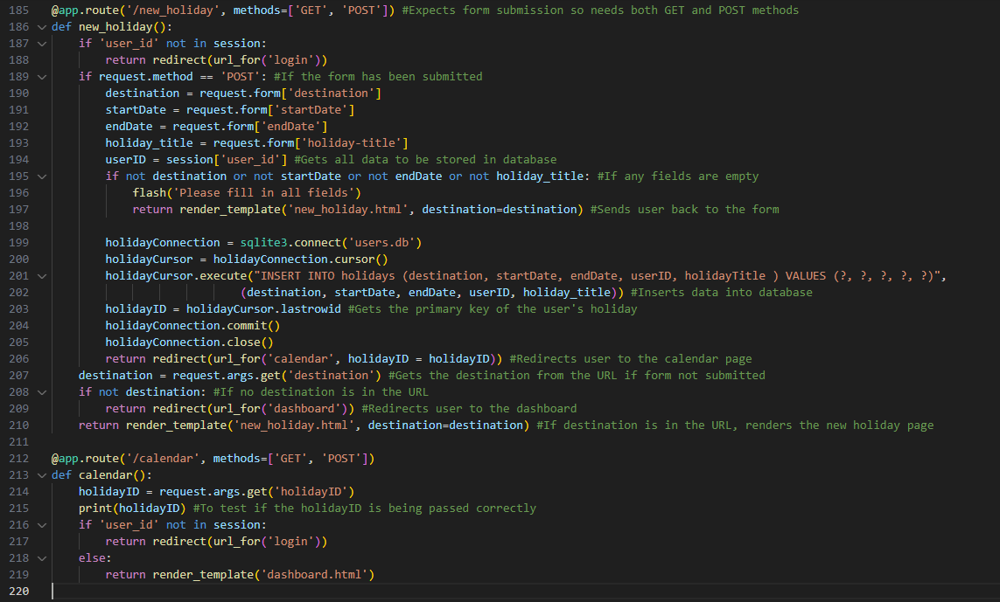 185 @app.route('/new_holiday', methods=['GET', 'POST']) #Expects form submission so needs both GET and POST methods
186 def new_holiday():
187     if 'user_id' not in session:
188         return redirect(url_for('login'))
189     if request.method == 'POST': #If the form has been submitted
190         destination = request.form['destination']
191         startDate = request.form['startDate']
192         endDate = request.form['endDate']
193         holiday_title = request.form['holiday-title']
194         userID = session['user_id'] #Gets all data to be stored in database
195         if not destination or not startDate or not endDate or not holiday_title: #If any fields are empty
196             flash('Please fill in all fields')
197             return render_template('new_holiday.html', destination=destination) #Sends user back to the form
198
199         holidayConnection = sqlite3.connect('users.db')
200         holidayCursor = holidayConnection.cursor()
201         holidayCursor.execute("INSERT INTO holidays (destination, startDate, endDate, userID, holidayTitle ) VALUES (?, ?, ?, ?, ?)",
202                             (destination, startDate, endDate, userID, holiday_title)) #Inserts data into database
203         holidayID = holidayCursor.lastrowid #Gets the primary key of the user's holiday
204         holidayConnection.commit()
205         holidayConnection.close()
206         return redirect(url_for('calendar', holidayID = holidayID)) #Redirects user to the calendar page
207     destination = request.args.get('destination') #Gets the destination from the URL if form not submitted
208     if not destination: #If no destination is in the URL
209         return redirect(url_for('dashboard')) #Redirects user to the dashboard
210     return render_template('new_holiday.html', destination=destination) #If destination is in the URL, renders the new holiday page
211
212 @app.route('/calendar', methods=['GET', 'POST'])
213 def calendar():
214     holidayID = request.args.get('holidayID')
215     print(holidayID) #To test if the holidayID is being passed correctly
216     if 'user_id' not in session:
217         return redirect(url_for('login'))
218     else:
219         return render_template('dashboard.html')
220